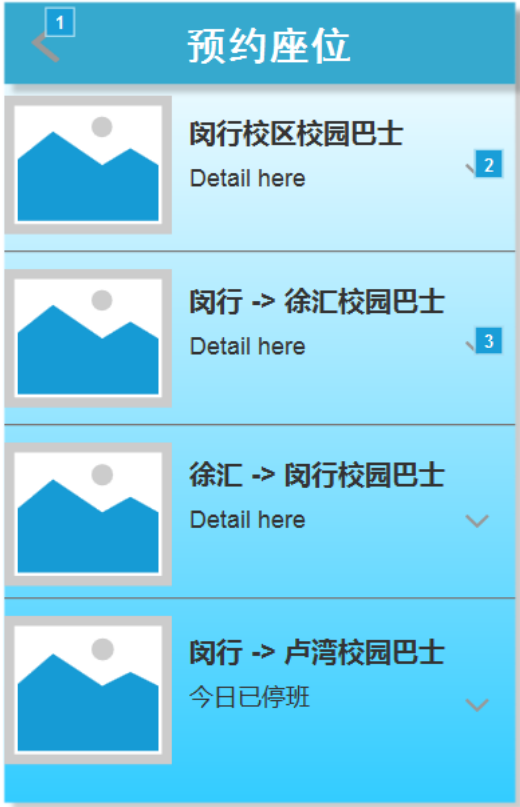 1
预约座位
闵行校区校园巴士
Detail here
2
闵行 -> 徐汇校园巴士
Detail here
3
徐汇 -> 闵行校园巴士
Detail here
闵行 -> 卢湾校园巴士
今日已停班